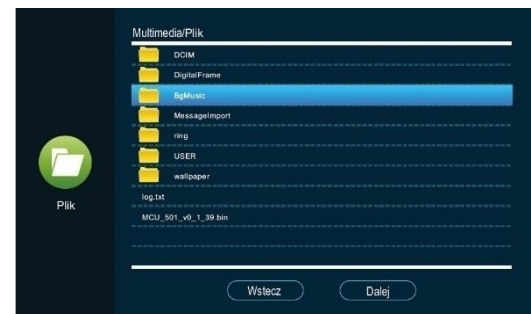 Multimedia/Plik
DCIM
DigitalFrame
BgMusic
MessageImport
ring
USER
wallpaper
log.txt
MCU_501_v0_1_39.bin
Plik
Wstecz
Dalej